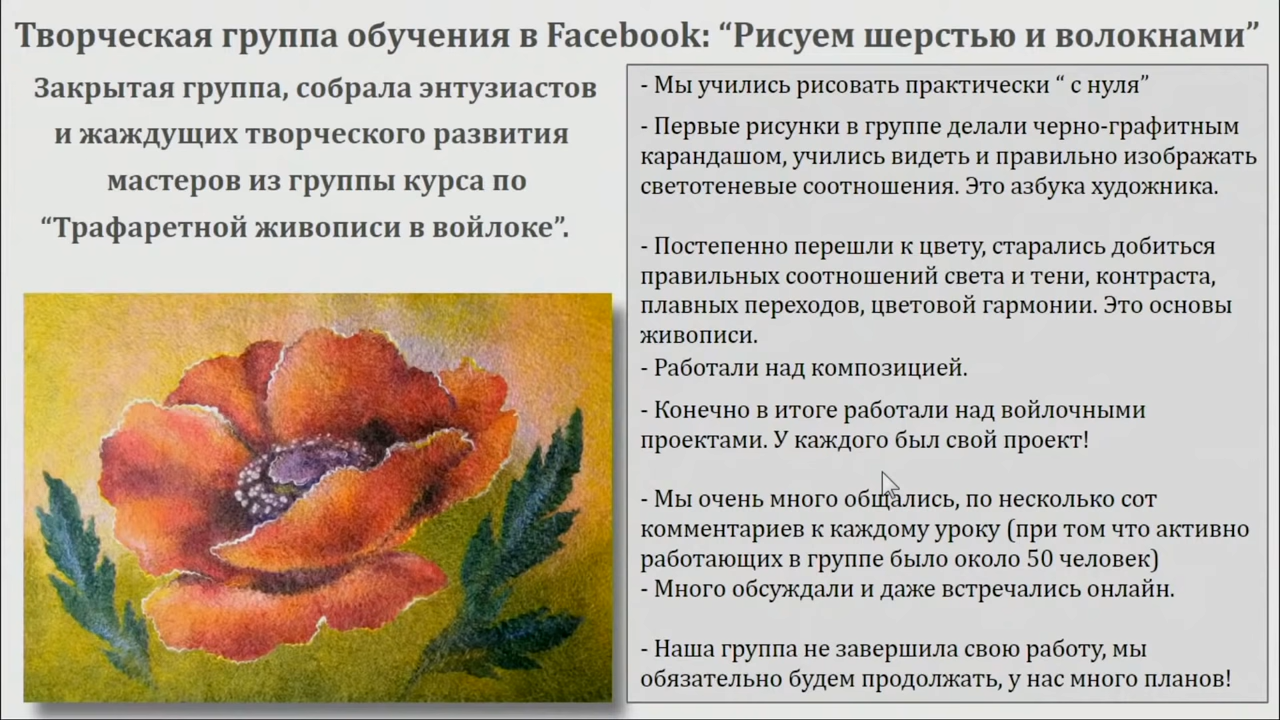 Творческая группа обучения в Facebook: “Рисуем шерстью и волокнами”
Закрытая группа, собрала энтузиастов
и жаждущих творческого развития
мастеров из группы курса по
“Трафаретной живописи в войлоке”.
- Мы учились рисовать практически “ с нуля”
- Первые рисунки в группе делали черно-графитным
карандашом, учились видеть и правильно изображать
светотеневые соотношения. Это азбука художника.
- Постепенно перешли к цвету, старались добиться
правильных соотношений света и тени, контраста,
плавных переходов, цветовой гармонии. Это основы
живописи.
- Работали над композицией.
- Конечно в итоге работали над войлочными
проектами. У каждого был свой проект!
- Мы очень много общались, по несколько сот
комментариев к каждому уроку (при том что активно
работающих в группе было около 50 человек)
- Много обсуждали и даже встречались онлайн.
- Наша группа не завершила свою работу, мы
обязательно будем продолжать, у нас много планов!